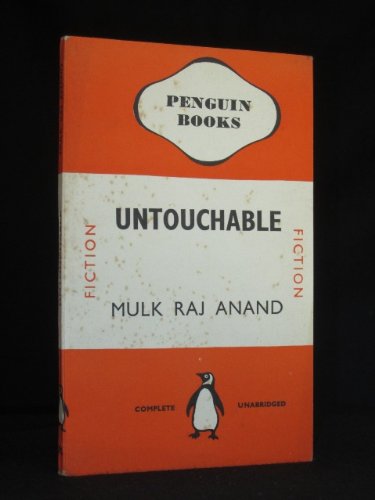 PENGUIN
BOOKS
UNTOUCHABLE
FICTION
FICTION
MULK RAJ ANAND
COMPLETE UNABRIDGED